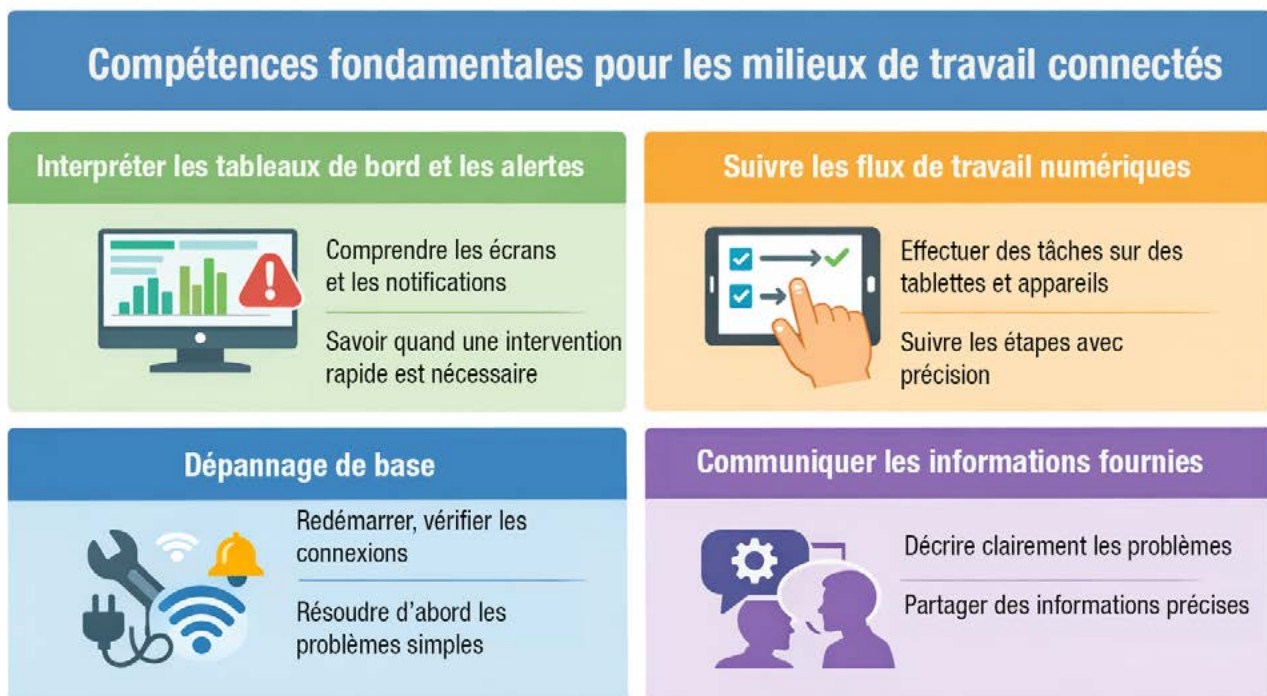 Compétences fondamentales pour les milieux de travail connectés
Interpréter les tableaux de bord et les alertes
Comprendre les écrans
et les notifications
Savoir quand une intervention
rapide est nécessaire
Suivre les flux de travail numériques
Effectuer des tâches sur des
tablettes et appareils
Suivre les étapes avec
précision
Dépannage de base
Redémarrer, vérifier les
connexions
Résoudre d’abord les
problèmes simples
Communiquer les informations fournies
Décrire clairement les problèmes
Partager des informations précises